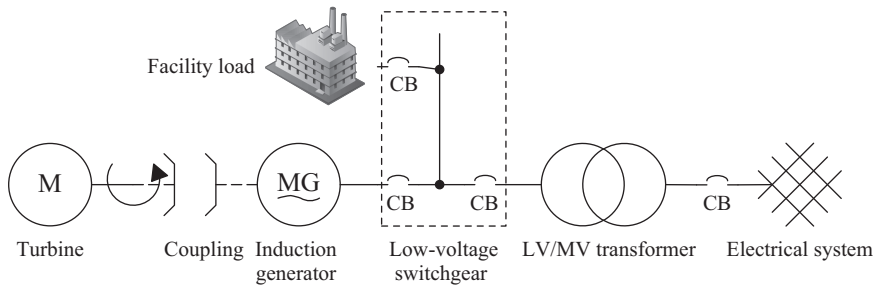 Facility load
CB
M
MG
CB
CB
CB
Turbine
Coupling
Induction
generator
Low-voltage
switchgear
LV/MV transformer
Electrical system